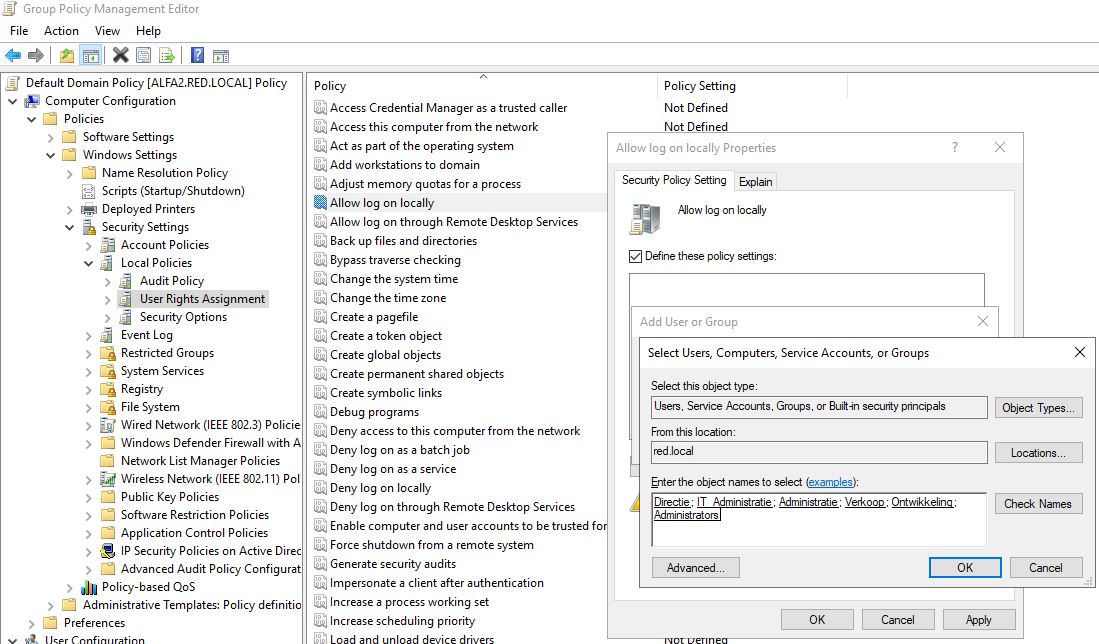 Group Policy Management Editor
File Action View Help
Default Domain Policy [ALFA2.RED.LOCAL] Policy
Computer Configuration
Policies
Software Settings
Windows Settings
Name Resolution Policy
Scripts (Startup/Shutdown)
Deployed Printers
Security Settings
Account Policies
Local Policies
Audit Policy
User Rights Assignment
Security Options
Event Log
Restricted Groups
System Services
Registry
File System
Wired Network (IEEE 802.3) Policie
Windows Defender Firewall with A
Network List Manager Policies
Wireless Network (IEEE 802.11) Pol
Public Key Policies
Software Restriction Policies
Application Control Policies
IP Security Policies on Active Direc
Advanced Audit Policy Configurat
Policy-based QoS
Administrative Templates: Policy definitio
Preferences
User Configuration
Policy Policy Setting
Access Credential Manager as a trusted caller Not Defined
Access this computer from the network Not Defined
Act as part of the operating system
Add workstations to domain
Adjust memory quotas for a process
Allow log on locally
Allow log on through Remote Desktop Services
Back up files and directories
Bypass traverse checking
Change the system time
Change the time zone
Create a pagefile
Create a token object
Create global objects
Create permanent shared objects
Create symbolic links
Debug programs
Deny access to this computer from the network
Deny log on as a batch job
Deny log on as a service
Deny log on locally
Deny log on through Remote Desktop Services
Enable computer and user accounts to be trusted for
Force shutdown from a remote system
Generate security audits
Impersonate a client after authentication
Increase a process working set
Increase scheduling priority
Load and unload device drivers Not Defined
Allow log on locally Properties ?
Security Policy Setting Explain
Allow log on locally
Define these policy settings:
Add User or Group
Select Users, Computers, Service Accounts, or Groups
Select this object type:
Users, Service Accounts, Groups, or Built-in security principals Object Types...
From this location:
red.local Locations...
Enter the object names to select (examples):
Directie; IT_Administratie; Administratie; Verkoop; Ontwikkeling; Check Names
Administrators
Advanced... OK Cancel
OK Cancel Apply